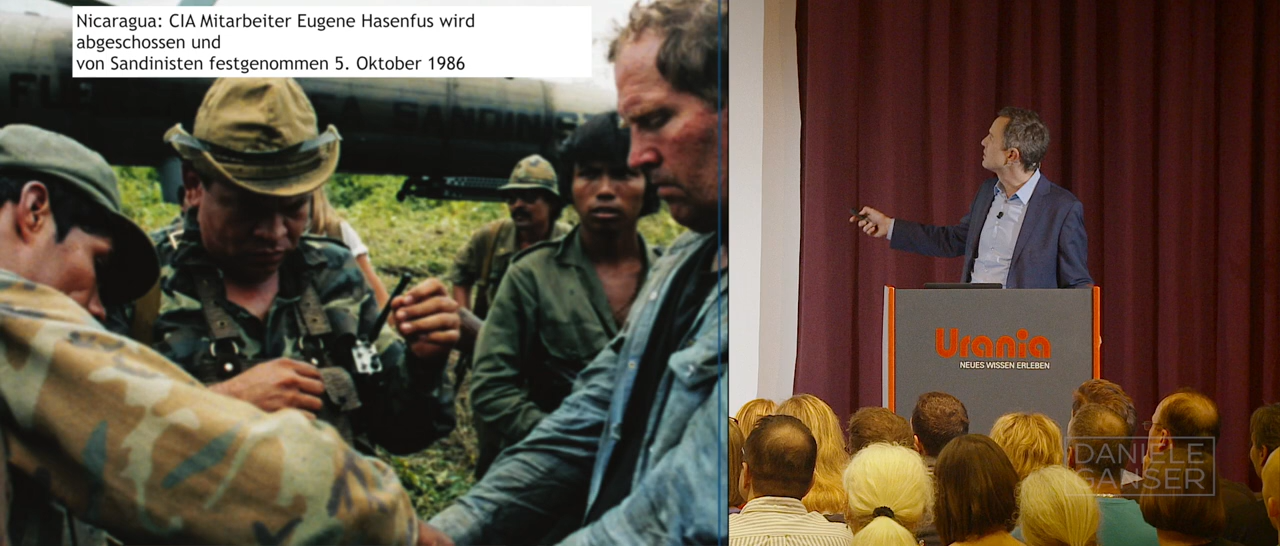 Nicaragua: CIA Mitarbeiter Eugene Hasenfus wird
abgeschossen und
von Sandinisten festgenommen 5. Oktober 1986
Urania
NEUES WISSEN ERLEBEN
DANIELE
GANSER